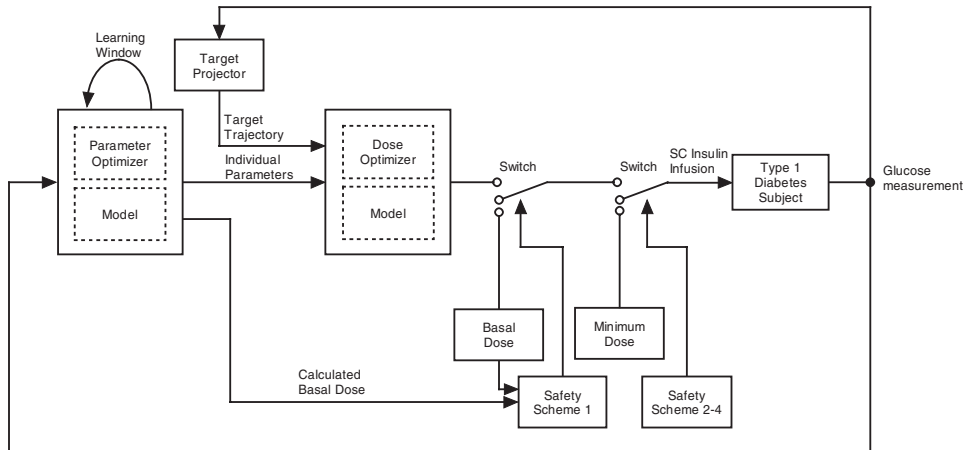 Learning
Window
Target
Projector
Target
Trajectory
Individual
Parameters
Parameter
Optimizer
Model
Dose
Optimizer
Model
Switch
Switch
SC Insulin
Infusion
Type 1
Diabetes
Subject
Glucose
measurement
Basal
Dose
Minimum
Dose
Calculated
Basal Dose
Safety
Scheme 1
Safety
Scheme 2-4